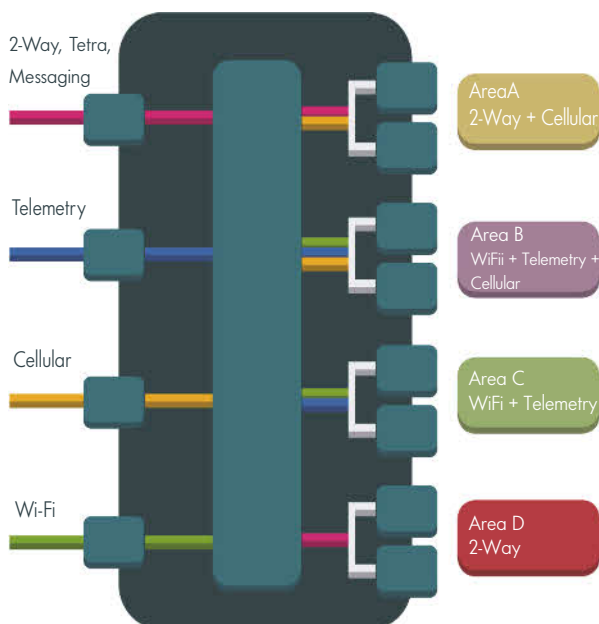 2-Way, Tetra,
Messaging
Telemetry
Cellular
Wi-Fi
AreaA
2-Way + Cellular
Area B
WiFii + Telemetry +
Cellular
Area C
WiFi + Telemetry
Area D
2-Way